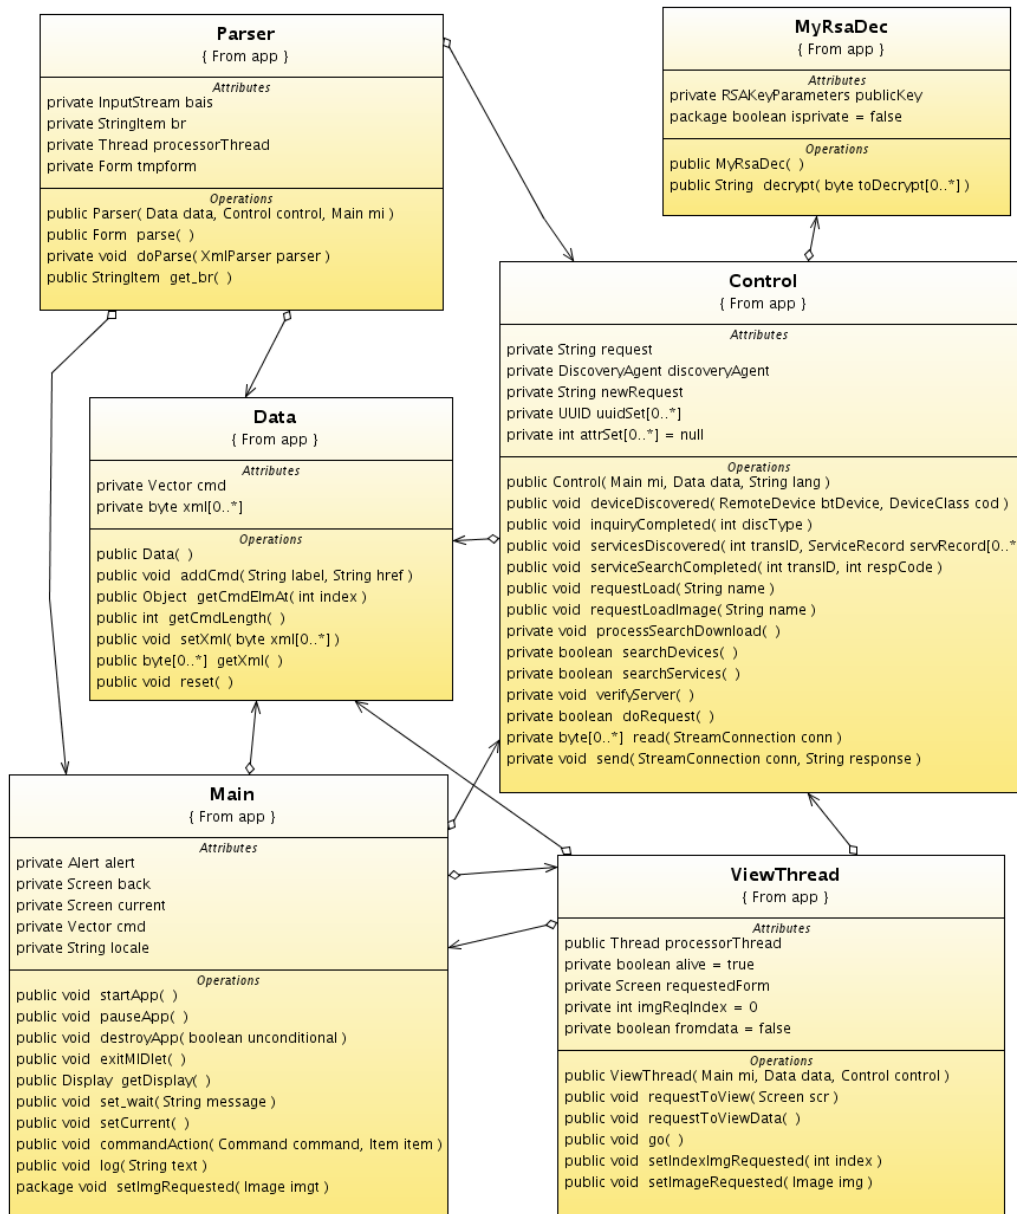 Parser
{ From app }
Attributes
private InputStream bais
private StringItem br
private Thread processorThread
private Form tmpform
Operations
public Parser( Data data, Control control, Main mi )
public Form  parse( )
private void  doParse( XmlParser parser )
public StringItem  get_br( )
MyRsaDec
{ From app }
Attributes
private RSAKeyParameters publicKey
package boolean isprivate = false
Operations
public MyRsaDec( )
public String  decrypt( byte toDecrypt[0..*] )
Control
{ From app }
Attributes
private String request
private DiscoveryAgent discoveryAgent
private String newRequest
private UUID uuidSet[0..*]
private int attrSet[0..*] = null
Operations
public Control( Main mi, Data data, String lang )
public void  deviceDiscovered( RemoteDevice btDevice, DeviceClass cod )
public void  inquiryCompleted( int discType )
public void  servicesDiscovered( int transID, ServiceRecord servRecord[0..*
public void  serviceSearchCompleted( int transID, int respCode )
public void  requestLoad( String name )
public void  requestLoadImage( String name )
private void  processSearchDownload( )
private boolean  searchDevices( )
private boolean  searchServices( )
private void  verifyServer( )
private boolean  doRequest( )
private byte[0..*]  read( StreamConnection conn )
private void  send( StreamConnection conn, String response )
Data
{ From app }
Attributes
private Vector cmd
private byte xml[0..*]
Operations
public Data( )
public void  addCmd( String label, String href )
public Object  getCmdElmAt( int index )
public int  getCmdLength( )
public void  setXml( byte xml[0..*] )
public byte[0..*]  getXml( )
public void  reset( )
Main
{ From app }
Attributes
private Alert alert
private Screen back
private Screen current
private Vector cmd
private String locale
Operations
public void  startApp( )
public void  pauseApp( )
public void  destroyApp( boolean unconditional )
public void  exitMIDlet( )
public Display  getDisplay( )
public void  set_wait( String message )
public void  setCurrent( )
public void  commandAction( Command command, Item item )
public void  log( String text )
package void  setImgRequested( Image imgt )
ViewThread
{ From app }
Attributes
public Thread processorThread
private boolean alive = true
private Screen requestedForm
private int imgReqIndex = 0
private boolean fromdata = false
Operations
public ViewThread( Main mi, Data data, Control control )
public void  requestToView( Screen scr )
public void  requestToViewData( )
public void  go( )
public void  setIndexImgRequested( int index )
public void  setImageRequested( Image img )